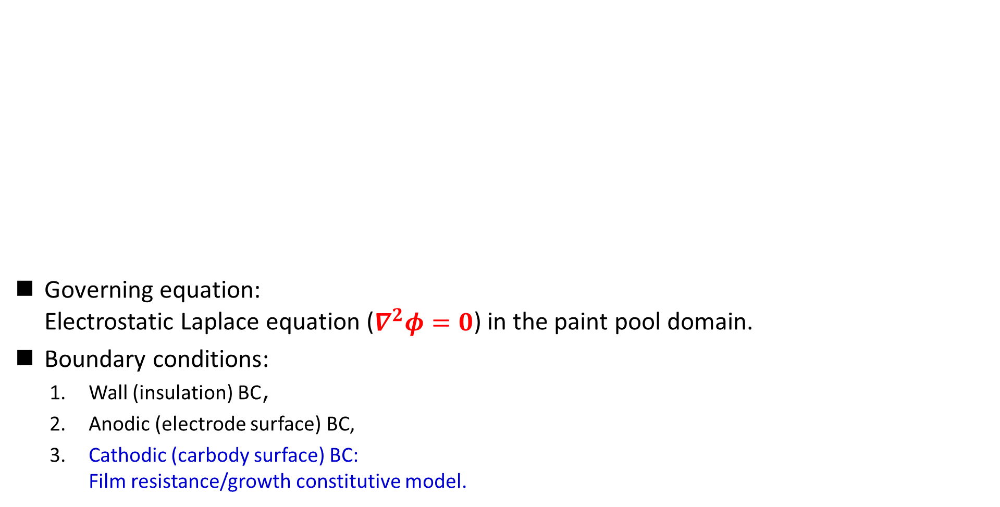 ■ Governing equation:
Electrostatic Laplace equation (∇²ϕ = 0) in the paint pool domain.
■ Boundary conditions:
1. Wall (insulation) BC,
2. Anodic (electrode surface) BC,
3. Cathodic (carbody surface) BC:
Film resistance/growth constitutive model.